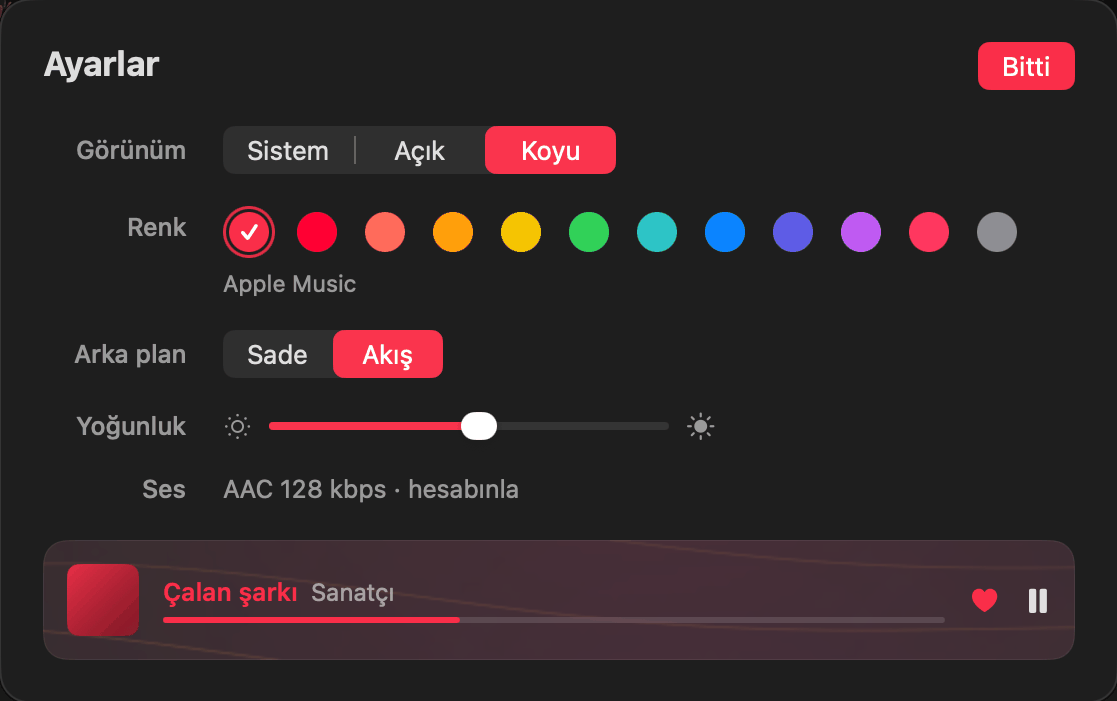 Ayarlar
Bitti
Görünüm
Sistem Açık Koyu
Renk
Apple Music
Arka plan
Sade Akış
Yoğunluk
Ses
AAC 128 kbps · hesabınla
Çalan şarkı Sanatçı